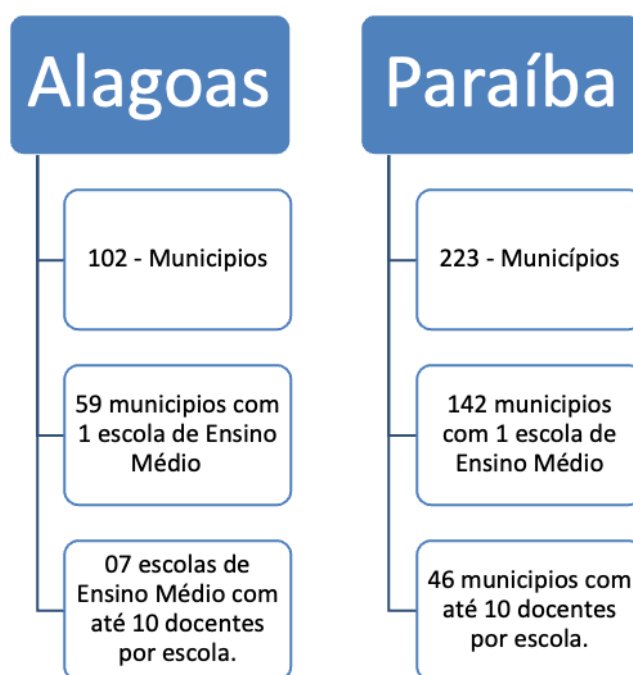 Alagoas
102 - Municipios
59 municipios com
1 escola de Ensino
Médio
07 escolas de
Ensino Médio com
até 10 docentes
por escola.
Paraíba
223 - Municípios
142 municipios
com 1 escola de
Ensino Médio
46 municipios com
até 10 docentes
por escola.